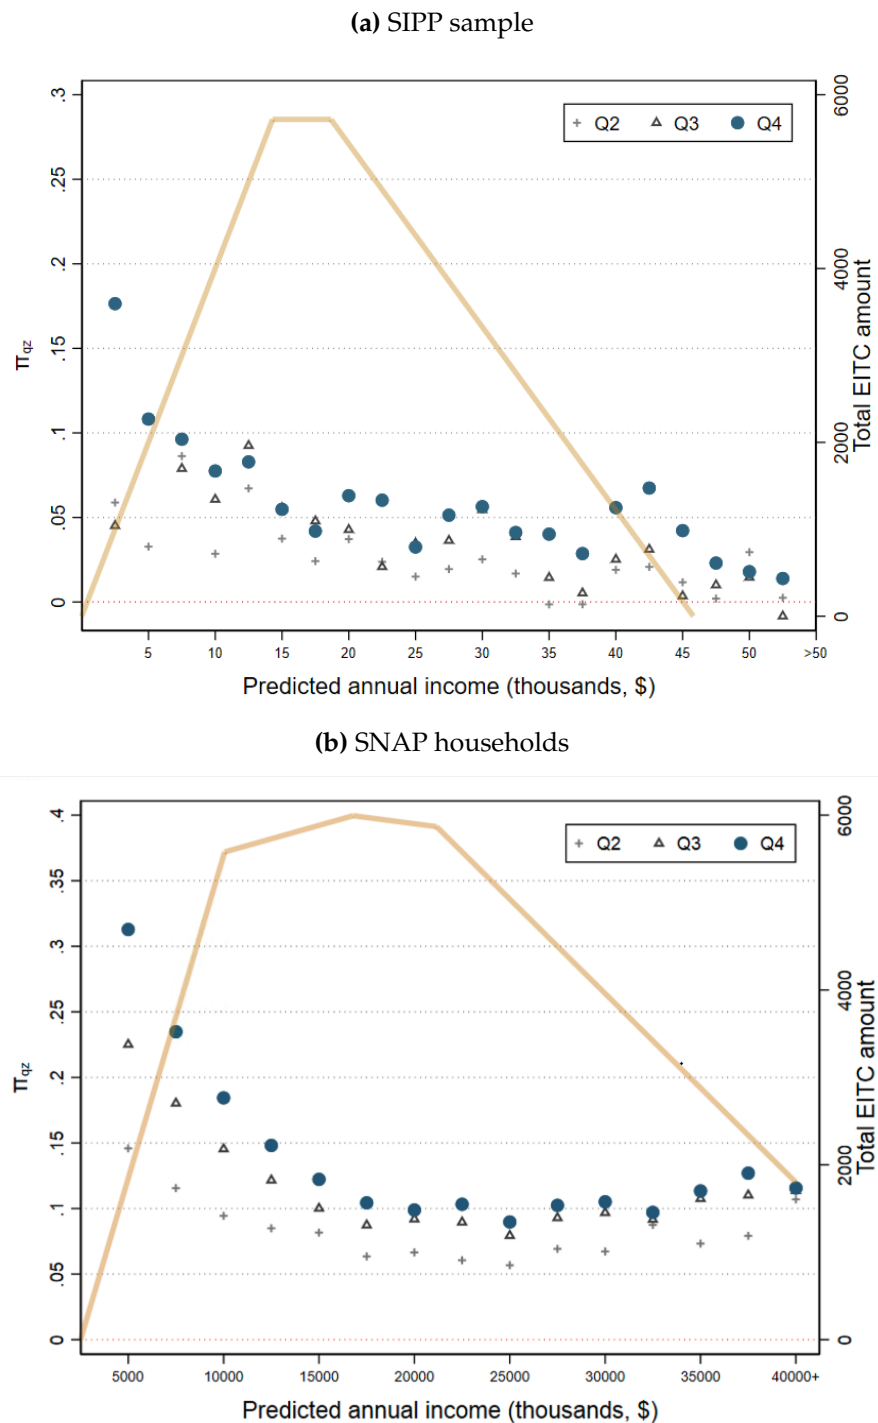 (a) SIPP sample
.3
.25
.2
.15
.1
.05
0
πqz
Q2 Q3 Q4
6000
4000
2000
0
Total EITC amount
5 10 15 20 25 30 35 40 45 50 >50
Predicted annual income (thousands, $)
(b) SNAP households
.4
.35
.3
.25
.2
.15
.1
.05
0
πqz
Q2 Q3 Q4
6000
4000
2000
0
Total EITC amount
5000 10000 15000 20000 25000 30000 35000 40000+
Predicted annual income (thousands, $)